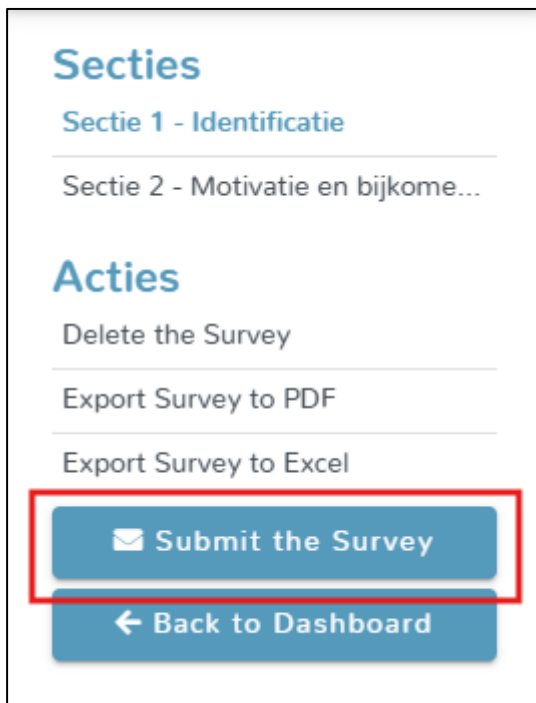 Secties
Sectie 1 - Identificatie
Sectie 2 - Motivatie en bijkome...
Acties
Delete the Survey
Export Survey to PDF
Export Survey to Excel
Submit the Survey
Back to Dashboard